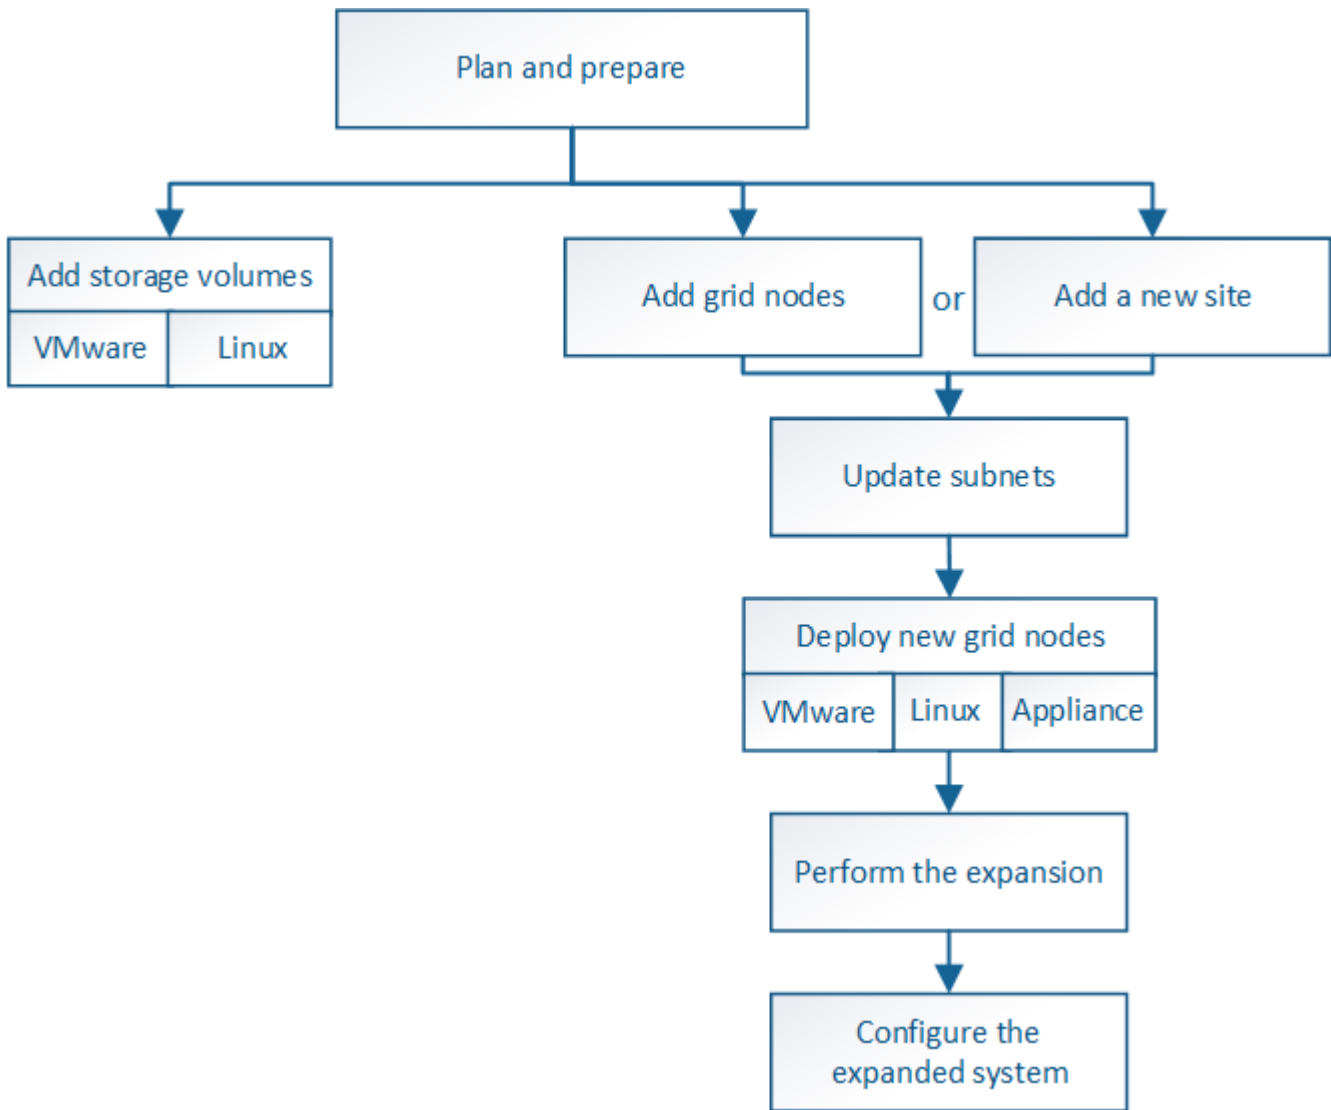 Plan and prepare
Add storage volumes
VMware
Linux
Add grid nodes
or
Add a new site
Update subnets
Deploy new grid nodes
VMware
Linux
Appliance
Perform the expansion
Configure the
expanded system